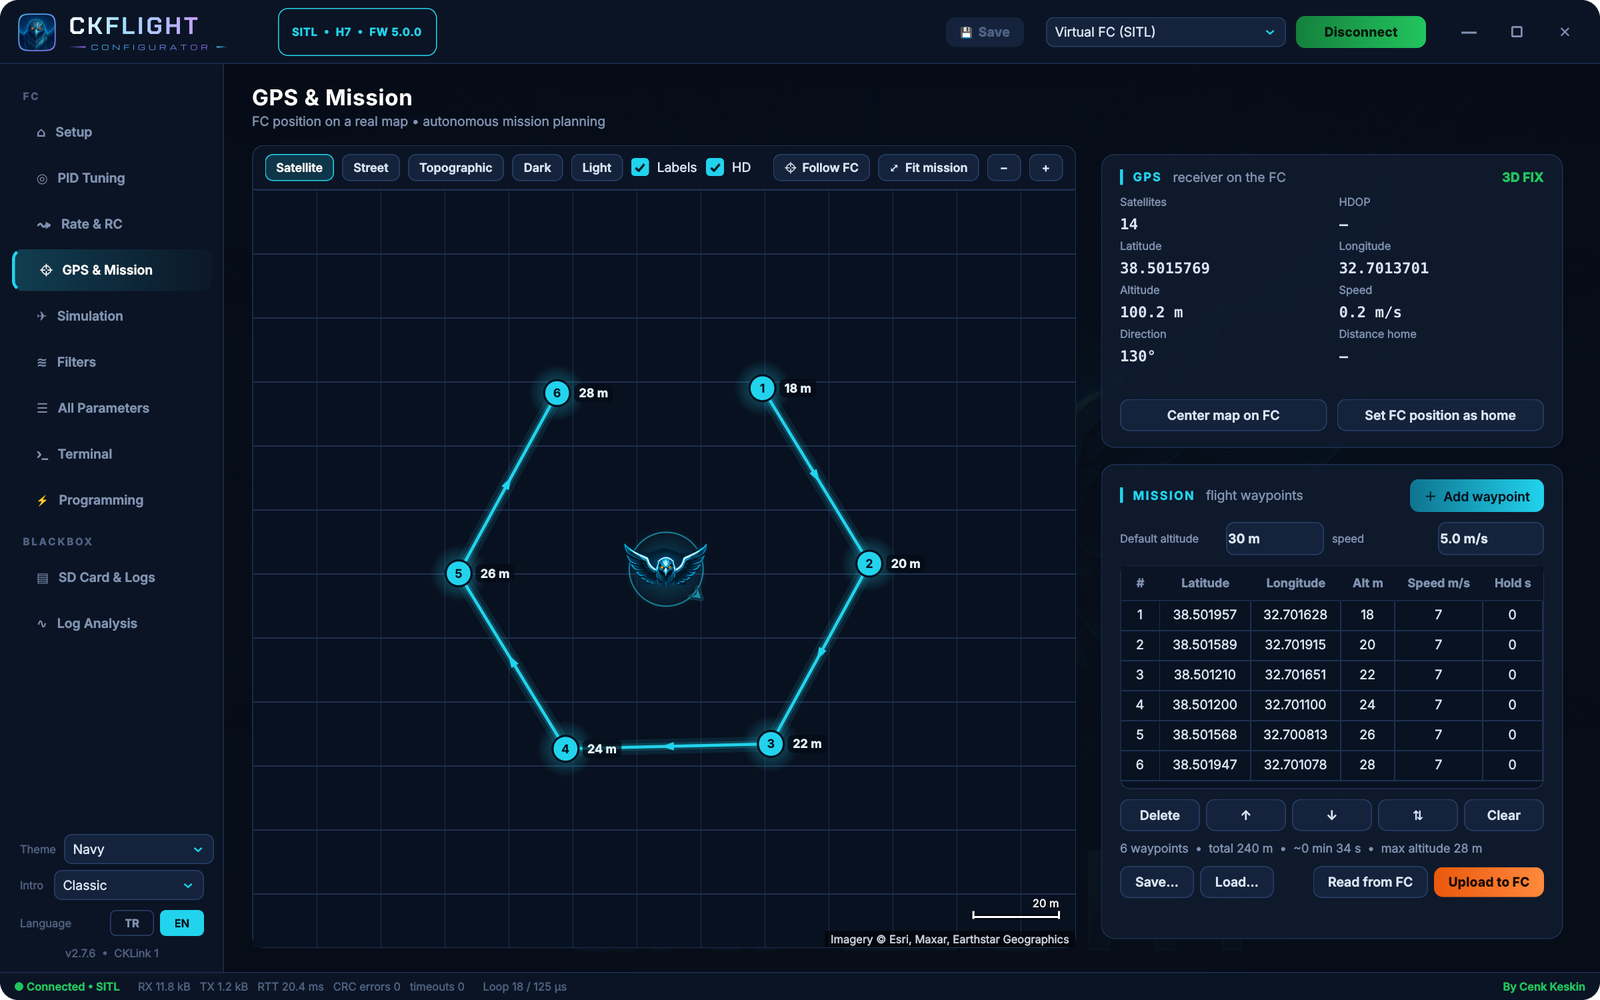 CKFLIGHT
CONFIGURATOR
SITL • H7 • FW 5.0.0
Save
Virtual FC (SITL)
Disconnect
FC
Setup
PID Tuning
Rate & RC
GPS & Mission
Simulation
Filters
All Parameters
Terminal
Programming
BLACKBOX
SD Card & Logs
Log Analysis
Theme Navy
Intro Classic
Language TR EN
v2.7.6 • CKLink 1
GPS & Mission
FC position on a real map • autonomous mission planning
Satellite Street Topographic Dark Light Labels HD Follow FC Fit mission − +
6 28 m
1 18 m
5 26 m
2 20 m
4 24 m
3 22 m
20 m
Imagery © Esri, Maxar, Earthstar Geographics
GPS receiver on the FC 3D FIX
Satellites HDOP
14 —
Latitude Longitude
38.5015769 32.7013701
Altitude Speed
100.2 m 0.2 m/s
Direction Distance home
130° —
Center map on FC Set FC position as home
MISSION flight waypoints + Add waypoint
Default altitude 30 m speed 5.0 m/s
# Latitude Longitude Alt m Speed m/s Hold s
1 38.501957 32.701628 18 7 0
2 38.501589 32.701915 20 7 0
3 38.501210 32.701651 22 7 0
4 38.501200 32.701100 24 7 0
5 38.501568 32.700813 26 7 0
6 38.501947 32.701078 28 7 0
Delete ↑ ↓ ⇅ Clear
6 waypoints • total 240 m • ~0 min 34 s • max altitude 28 m
Save... Load... Read from FC Upload to FC
Connected • SITL RX 11.8 kB TX 1.2 kB RTT 20.4 ms CRC errors 0 timeouts 0 Loop 18 / 125 µs
By Cenk Keskin